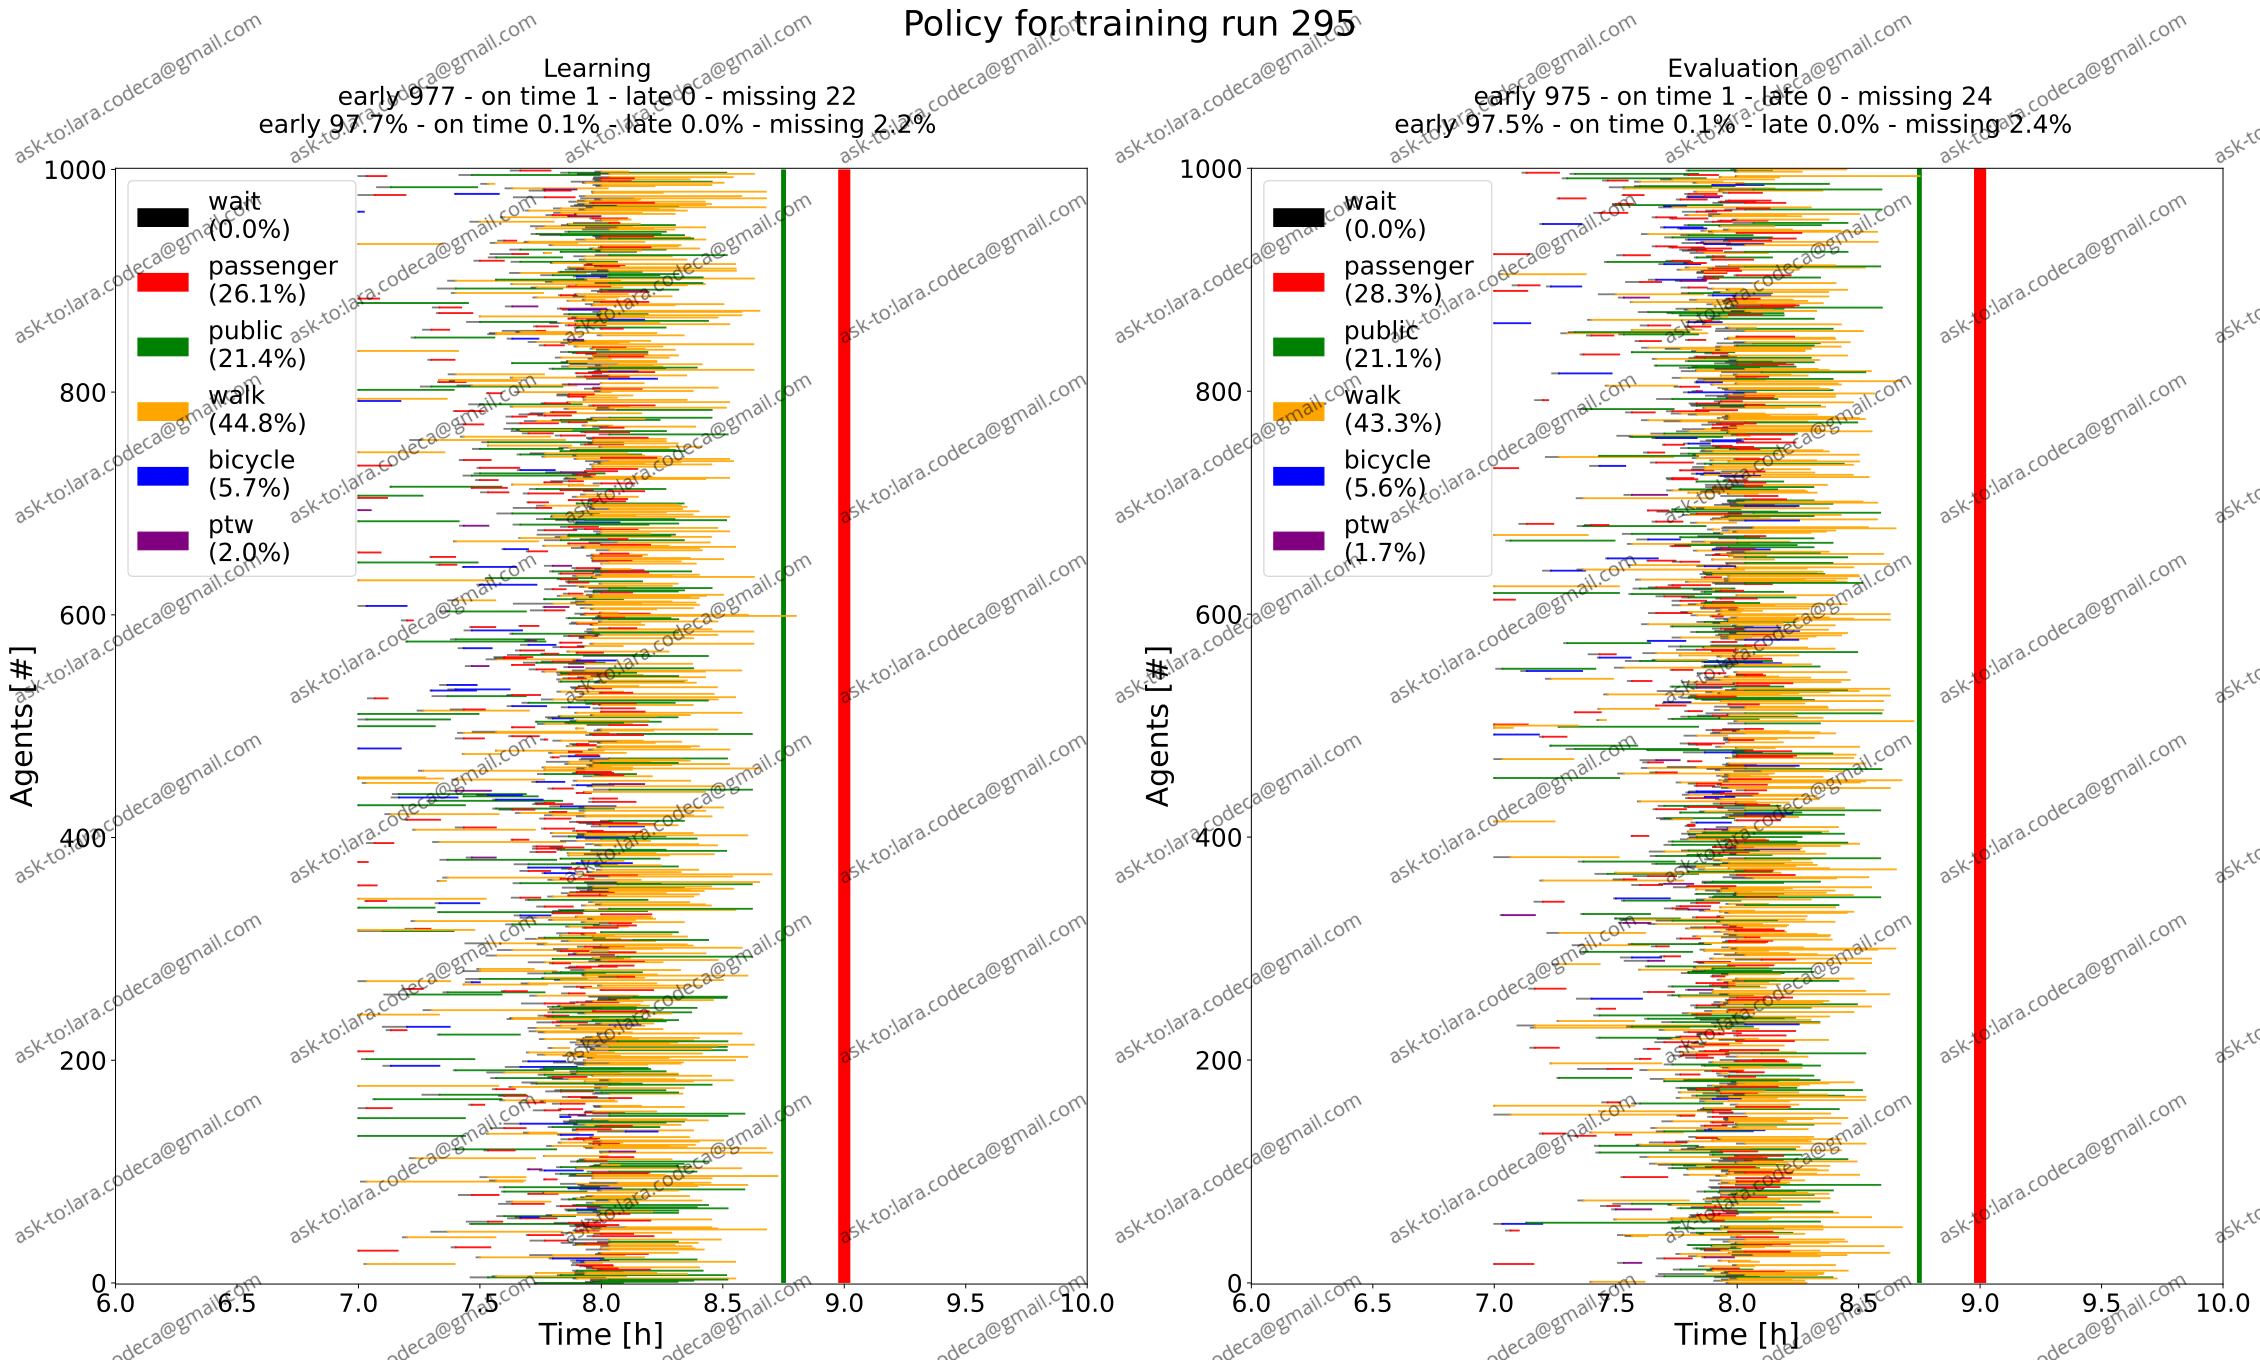 Policy for training run 295
Learning
early 977 - on time 1 - late 0 - missing 22
early 97.7% - on time 0.1% - late 0.0% - missing 2.2%
Evaluation
early 975 - on time 1 - late 0 - missing 24
early 97.5% - on time 0.1% - late 0.0% - missing 2.4%
1000
800
600
400
200
0
Agents [#]
wait
(0.0%)
passenger
(26.1%)
public
(21.4%)
walk
(44.8%)
bicycle
(5.7%)
ptw
(2.0%)
6.0 6.5 7.0 7.5 8.0 8.5 9.0 9.5 10.0
Time [h]
1000
800
600
400
200
0
Agents [#]
wait
(0.0%)
passenger
(28.3%)
public
(21.1%)
walk
(43.3%)
bicycle
(5.6%)
ptw
(1.7%)
6.0 6.5 7.0 7.5 8.0 8.5 9.0 9.5 10.0
Time [h]
ask-to:lara.codeca@gmail.com